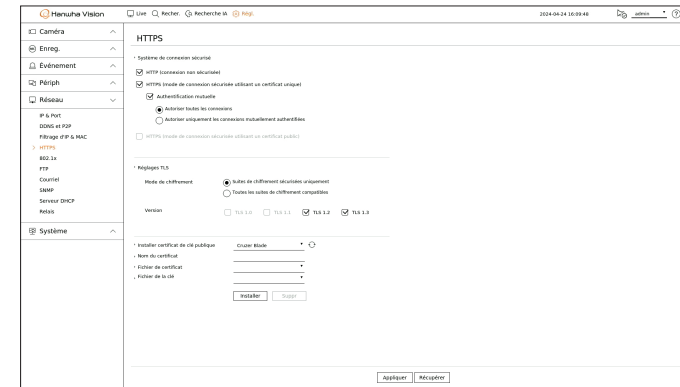 Hanwha Vision
Live Recher. Recherche IA Régl. 2024-04-24 16:09:48 admin ?
Caméra
Enreg.
Événement
Périph
Réseau
IP & Port
DDNS et P2P
Filtrage d'IP & MAC
HTTPS
802.1x
FTP
Courriel
SNMP
Serveur DHCP
Relais
Système
HTTPS
Système de connexion sécurisé
HTTP (connexion non sécurisée)
HTTPS (mode de connexion sécurisée utilisant un certificat unique)
Authentification mutuelle
Autoriser toutes les connexions
Autoriser uniquement les connexions mutuellement authentifiées
HTTPS (mode de connexion sécurisée utilisant un certificat public)
Réglages TLS
Mode de chiffrement Suites de chiffrement sécurisées uniquement
Toutes les suites de chiffrement compatibles
Version TLS 1.0 TLS 1.1 TLS 1.2 TLS 1.3
Installer certificat de clé publique Cruzer Blade
Nom du certificat
Fichier de certificat
Fichier de la clé
Installer Suppr
Appliquer Récupérer